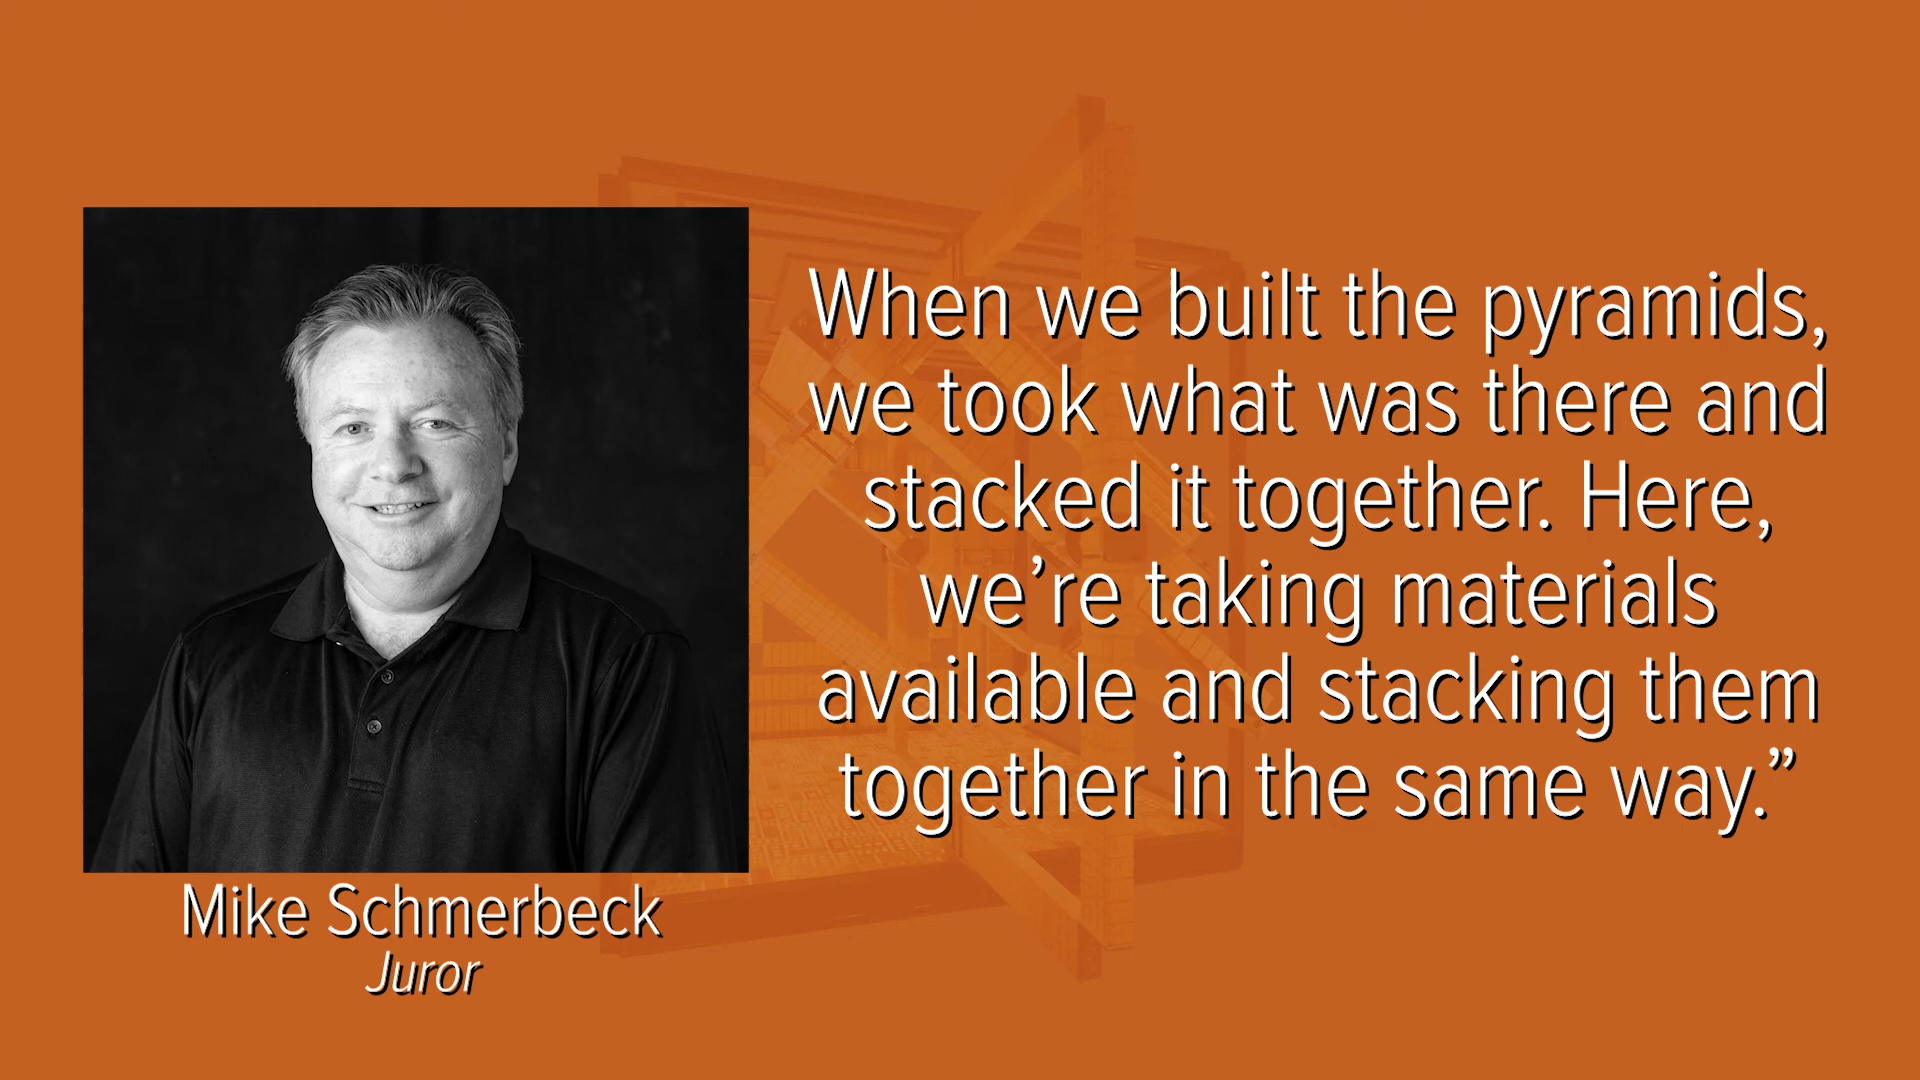 When we built the pyramids,
we took what was there and
stacked it together. Here,
we’re taking materials
available and stacking them
together in the same way.”
Mike Schmerbeck
Juror